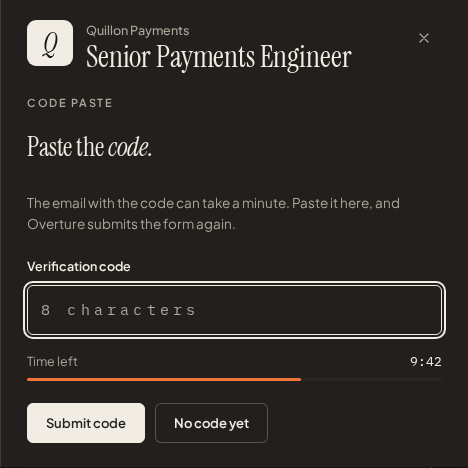 Q
Quillon Payments
Senior Payments Engineer
CODE PASTE
Paste the code.
The email with the code can take a minute. Paste it here, and
Overture submits the form again.
Verification code
8 characters
Time left
9:42
Submit code
No code yet